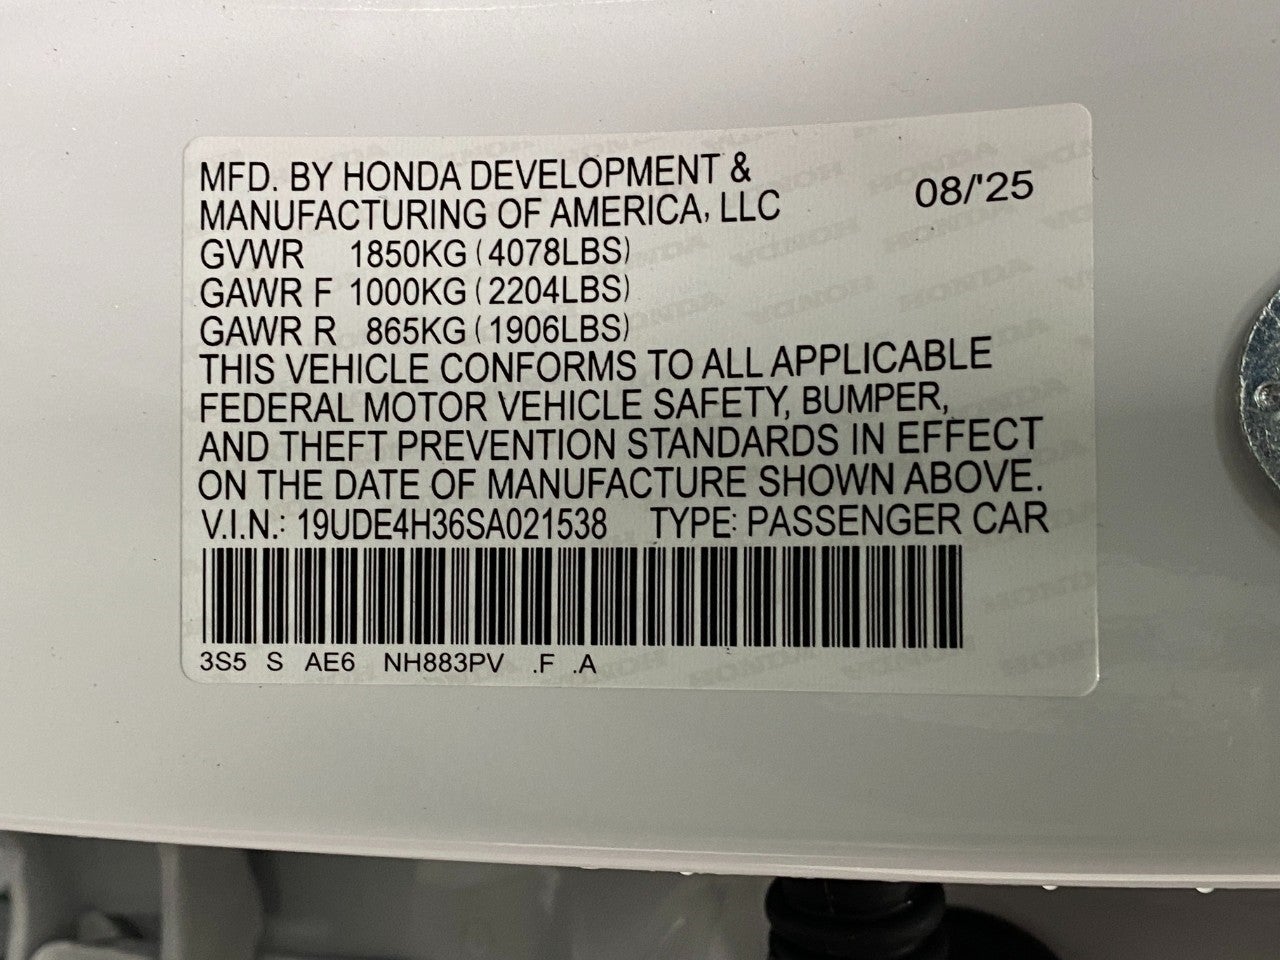 MFD. BY HONDA DEVELOPMENT &
MANUFACTURING OF AMERICA, LLC 08/'25
GVWR 1850KG (4078LBS)
GAWR F 1000KG (2204LBS)
GAWR R 865KG (1906LBS)
THIS VEHICLE CONFORMS TO ALL APPLICABLE
FEDERAL MOTOR VEHICLE SAFETY, BUMPER,
AND THEFT PREVENTION STANDARDS IN EFFECT
ON THE DATE OF MANUFACTURE SHOWN ABOVE.
V.I.N.: 19UDE4H36SA021538 TYPE: PASSENGER CAR
3S5 S AE6 NH883PV .F .A